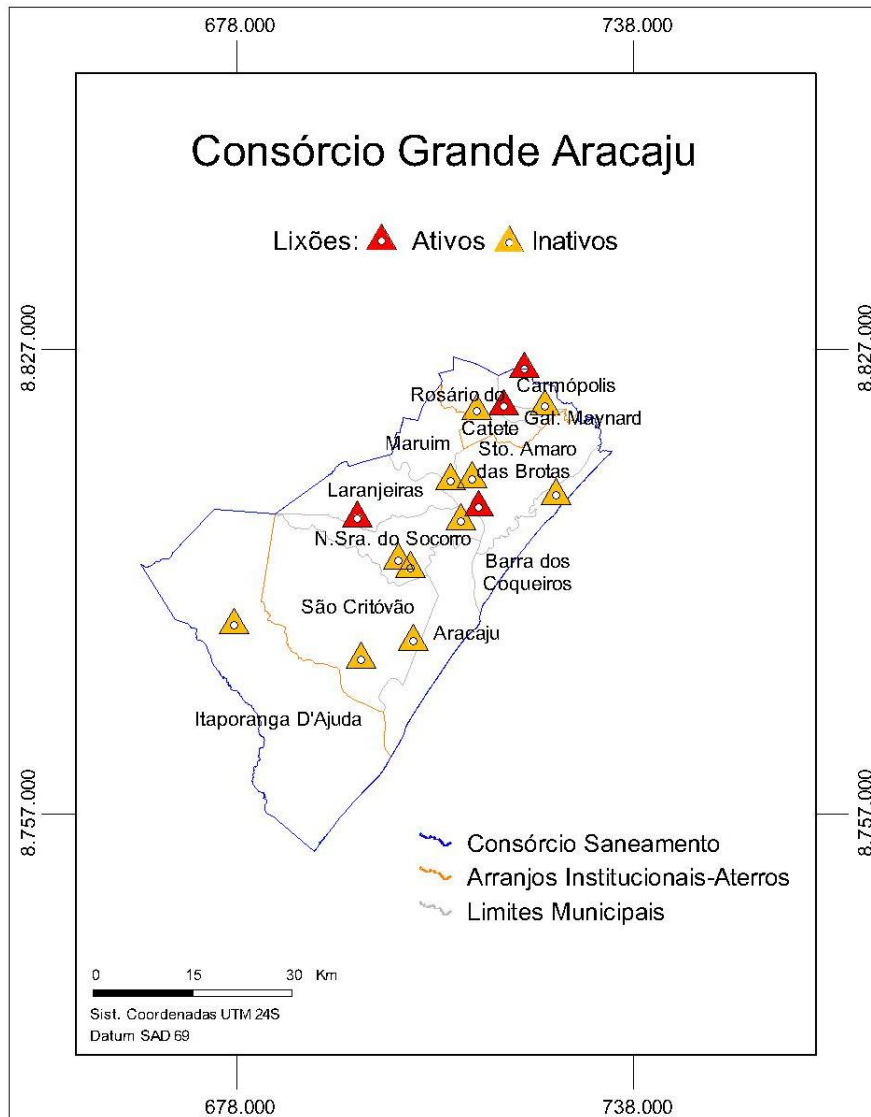 678.000
738.000
Consórcio Grande Aracaju
Lixões: Ativos Inativos
8.827.000
8.827.000
Carmópolis
Rosário do
Catete
Gal. Maynard
Maruim
Sto. Amaro
das Brotas
Laranjeiras
N.Sra. do Socorro
Barra dos
Coqueiros
São Critóvão
Aracaju
Itaporanga D'Ajuda
8.757.000
8.757.000
Consórcio Saneamento
Arranjos Institucionais-Aterros
Limites Municipais
0 15 30 Km
Sist. Coordenadas UTM 24S
Datum SAD 69
678.000
738.000